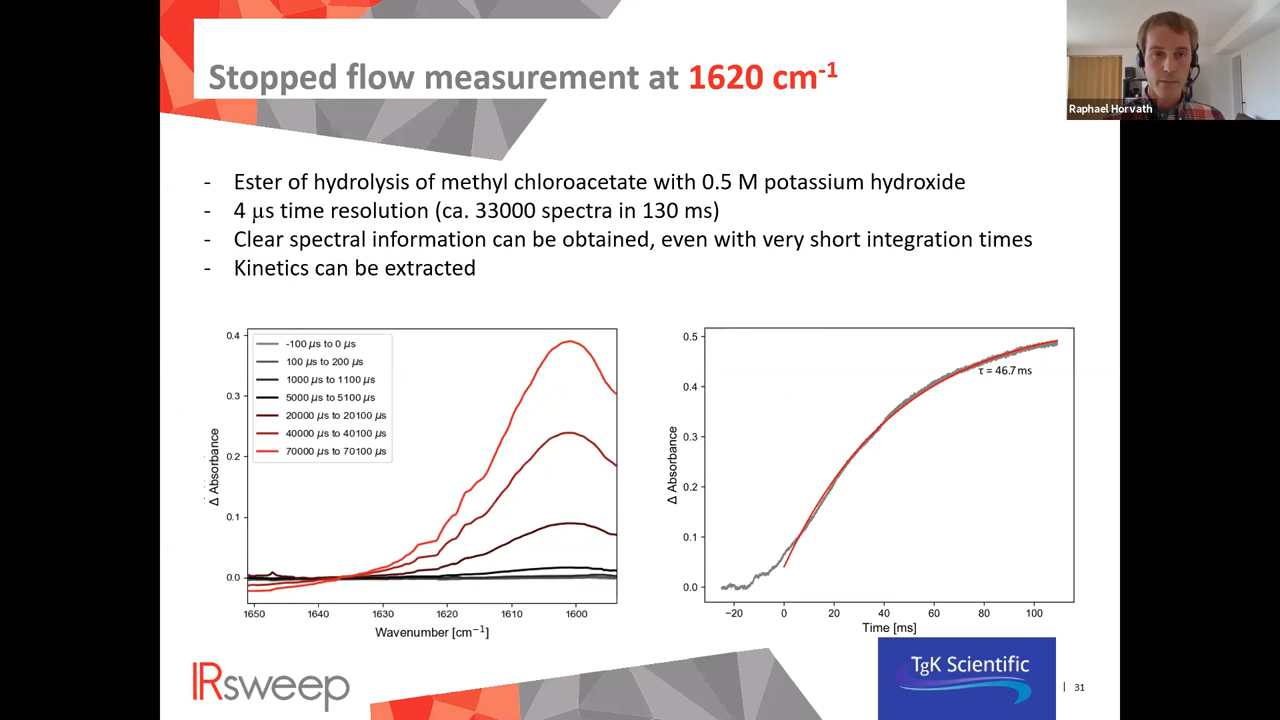 Stopped flow measurement at 1620 cm⁻¹
Raphael Horvath
- Ester of hydrolysis of methyl chloroacetate with 0.5 M potassium hydroxide
- 4 μs time resolution (ca. 33000 spectra in 130 ms)
- Clear spectral information can be obtained, even with very short integration times
- Kinetics can be extracted
0.4
0.3
0.2
0.1
0.0
Δ Absorbance
-100 μs to 0 μs
100 μs to 200 μs
1000 μs to 1100 μs
5000 μs to 5100 μs
20000 μs to 20100 μs
40000 μs to 40100 μs
70000 μs to 70100 μs
1650 1640 1630 1620 1610 1600
Wavenumber [cm⁻¹]
0.5
0.4
0.3
0.2
0.1
0.0
Δ Absorbance
τ = 46.7 ms
−20 0 20 40 60 80 100
Time [ms]
IRsweep
TgK Scientific
| 31